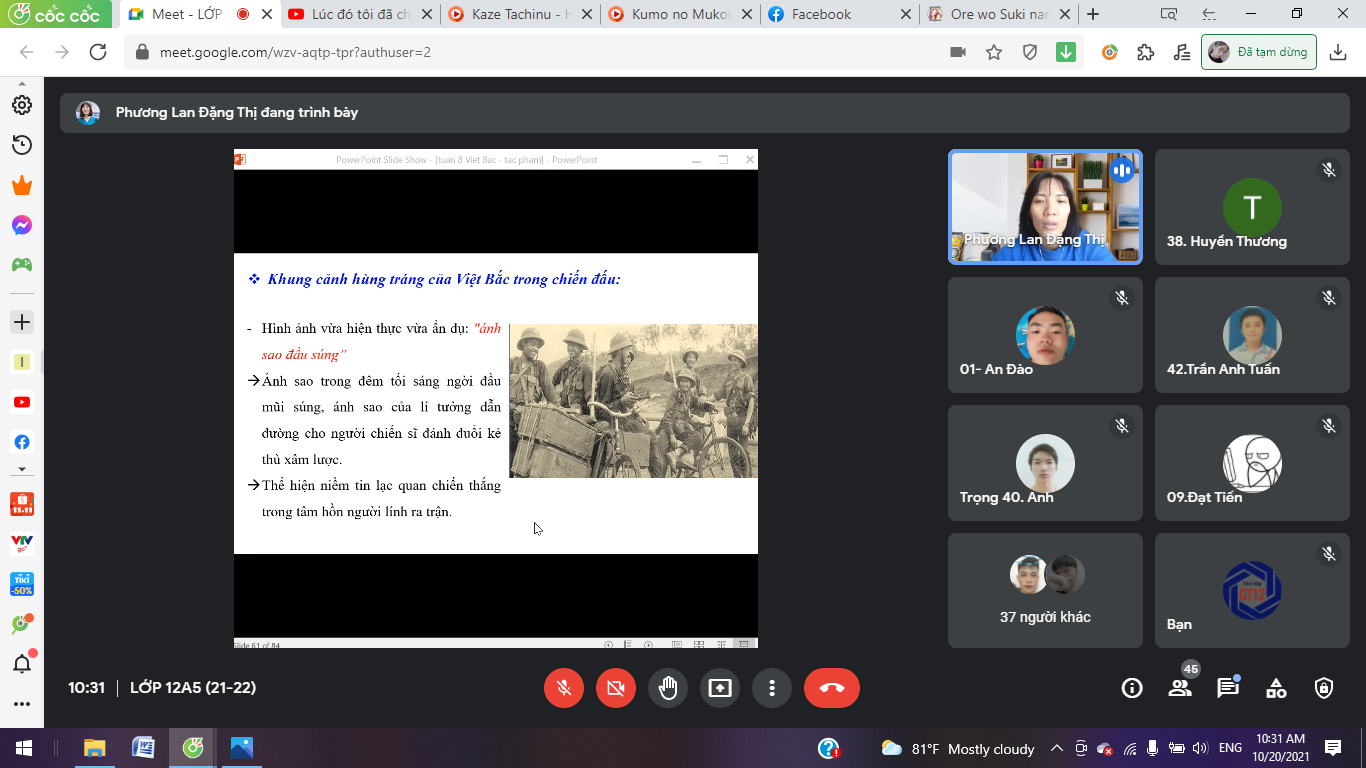 cốc cốc
Meet - LỚP
Lúc đó tôi đã ch
Kaze Tachinu - H
Kumo no Mukou
Facebook
Ore wo Suki nan
meet.google.com/wzv-aqtp-tpr?authuser=2
Đã tạm dừng
Phương Lan Đặng Thị đang trình bày
PowerPoint Slide Show - [tuan 8 Viet Bac - tac pham] - PowerPoint
Khung cảnh hùng tráng của Việt Bắc trong chiến đấu:
- Hình ảnh vừa hiện thực vừa ẩn dụ: "ánh
sao đầu súng”
→Ánh sao trong đêm tối sáng ngời đầu
mũi súng, ánh sao của lí tưởng dẫn
đường cho người chiến sĩ đánh đuổi kẻ
thù xâm lược.
→Thể hiện niềm tin lạc quan chiến thắng
trong tâm hồn người lính ra trận.
Slide 61 of 84
Phương Lan Đặng Thị
T
38. Huyền Thương
01- An Đào
42.Trần Anh Tuấn
Trọng 40. Anh
09.Đạt Tiến
37 người khác
GT12
Bạn
I
11.11
VTV
go
TIKI
-50%
10:31
LỚP 12A5 (21-22)
45
W
81°F Mostly cloudy
ENG
10:31 AM
10/20/2021